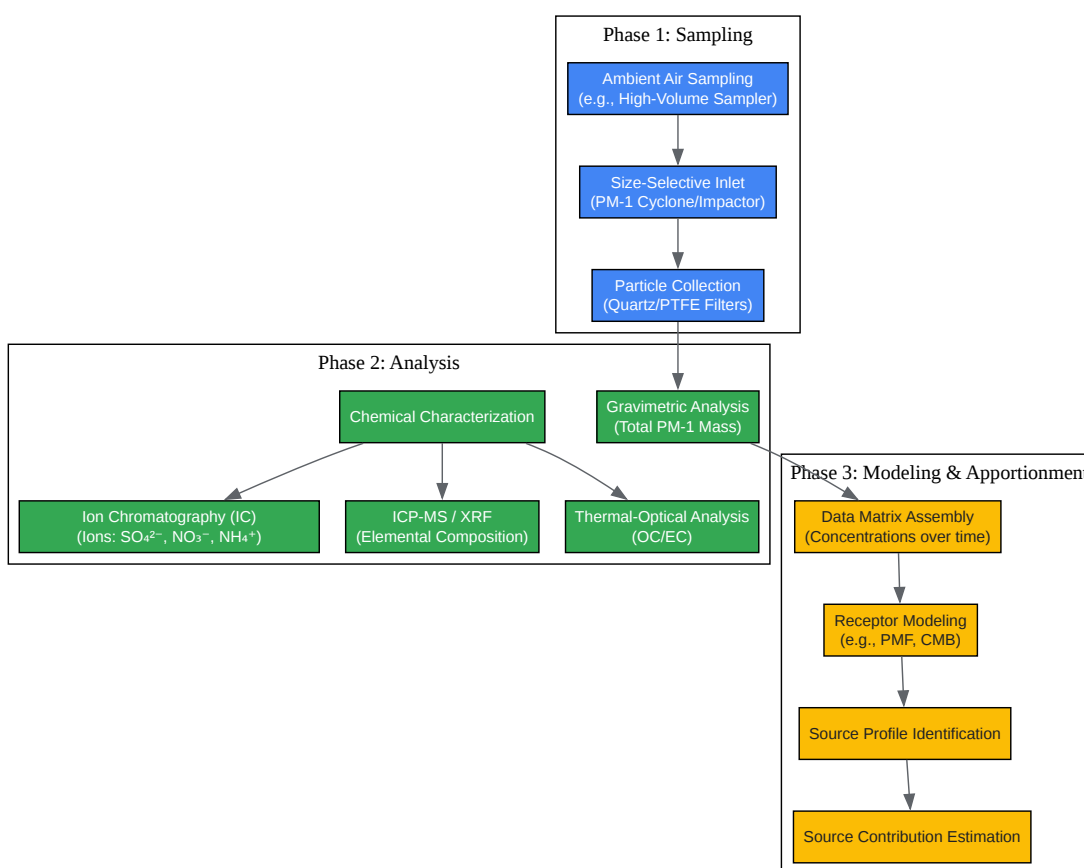 Phase 1: Sampling
Ambient Air Sampling
(e.g., High-Volume Sampler)
Size-Selective Inlet
(PM-1 Cyclone/Impactor)
Particle Collection
(Quartz/PTFE Filters)
Phase 2: Analysis
Chemical Characterization
Gravimetric Analysis
(Total PM-1 Mass)
Ion Chromatography (IC)
(Ions: SO₄²⁻, NO₃⁻, NH₄⁺)
ICP-MS / XRF
(Elemental Composition)
Thermal-Optical Analysis
(OC/EC)
Phase 3: Modeling & Apportionment
Data Matrix Assembly
(Concentrations over time)
Receptor Modeling
(e.g., PMF, CMB)
Source Profile Identification
Source Contribution Estimation